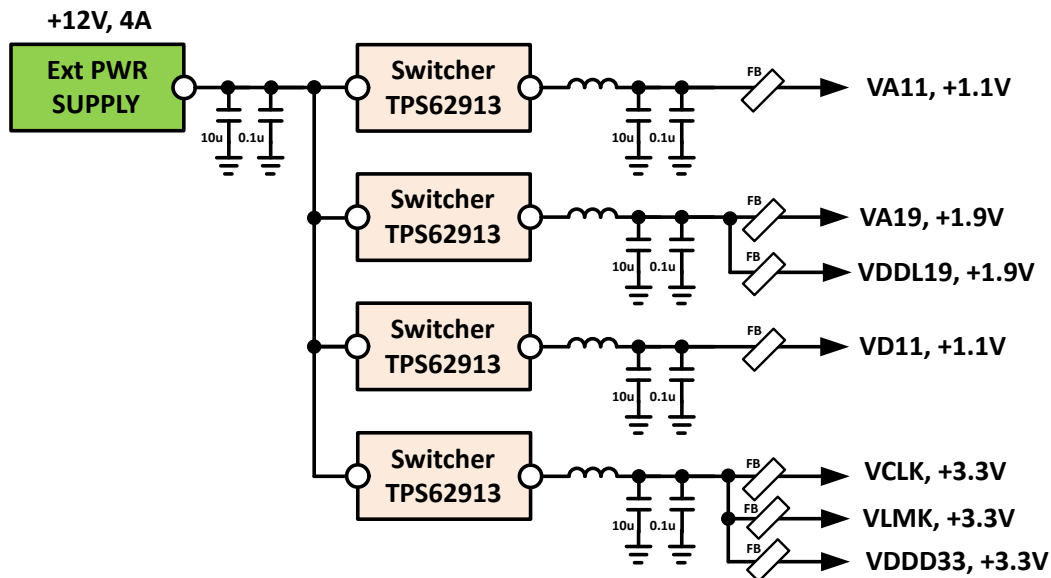 +12V, 4A
Ext PWR
SUPPLY
10u
0.1u
Switcher
TPS62913
10u
0.1u
FB
VA11, +1.1V
Switcher
TPS62913
10u
0.1u
FB
VA19, +1.9V
FB
VDDL19, +1.9V
Switcher
TPS62913
10u
0.1u
FB
VD11, +1.1V
Switcher
TPS62913
10u
0.1u
FB
VCLK, +3.3V
FB
VLMK, +3.3V
FB
VDDD33, +3.3V